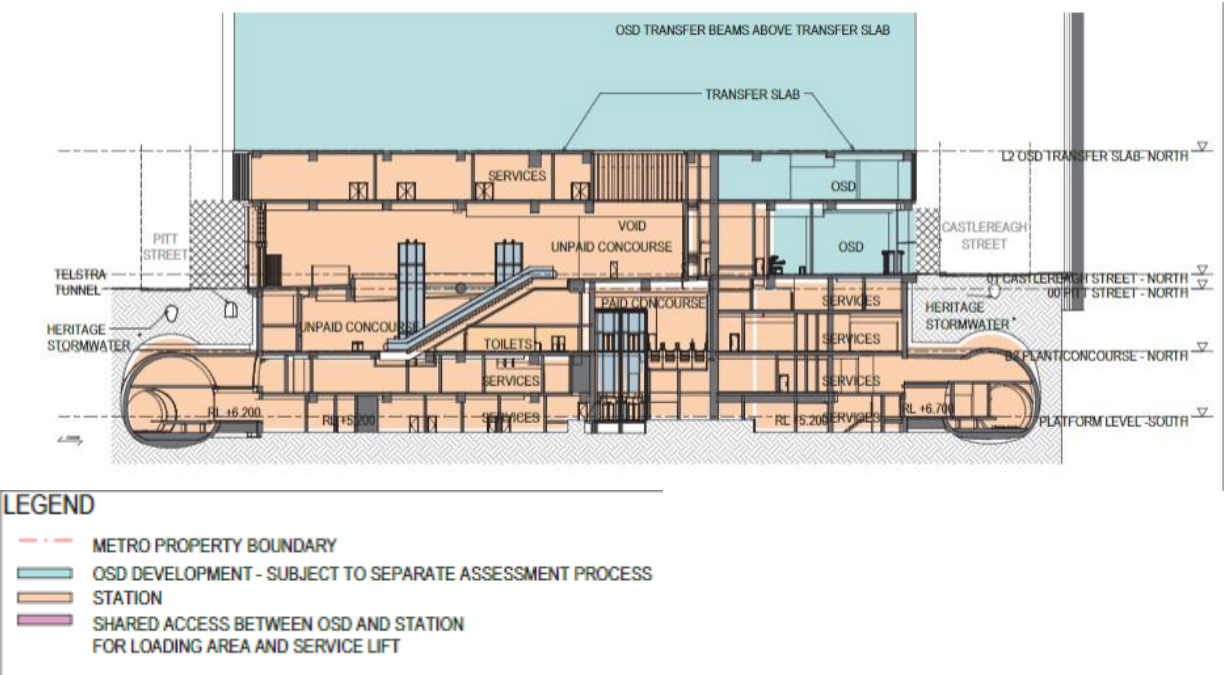 OSD TRANSFER BEAMS ABOVE TRANSFER SLAB
TRANSFER SLAB
L2 OSD TRANSFER SLAB- NORTH
SERVICES
OSD
PITT
STREET
VOID
UNPAID CONCOURSE
OSD
CASTLEREAGH
STREET
TELSTRA
TUNNEL
01 CASTLEREAGH STREET - NORTH
00 PITT STREET - NORTH
PAID CONCOURSE
SERVICES
HERITAGE
STORMWATER
HERITAGE
STORMWATER
UNPAID CONCOURSE
TOILETS
SERVICES
B2 PLANT/CONCOURSE - NORTH
SERVICES
SERVICES
RL +6.200
RL +5.200
SERVICES
RL +5.200
SERVICES
RL +6.700
PLATFORM LEVEL -SOUTH
LEGEND
METRO PROPERTY BOUNDARY
OSD DEVELOPMENT - SUBJECT TO SEPARATE ASSESSMENT PROCESS
STATION
SHARED ACCESS BETWEEN OSD AND STATION
FOR LOADING AREA AND SERVICE LIFT